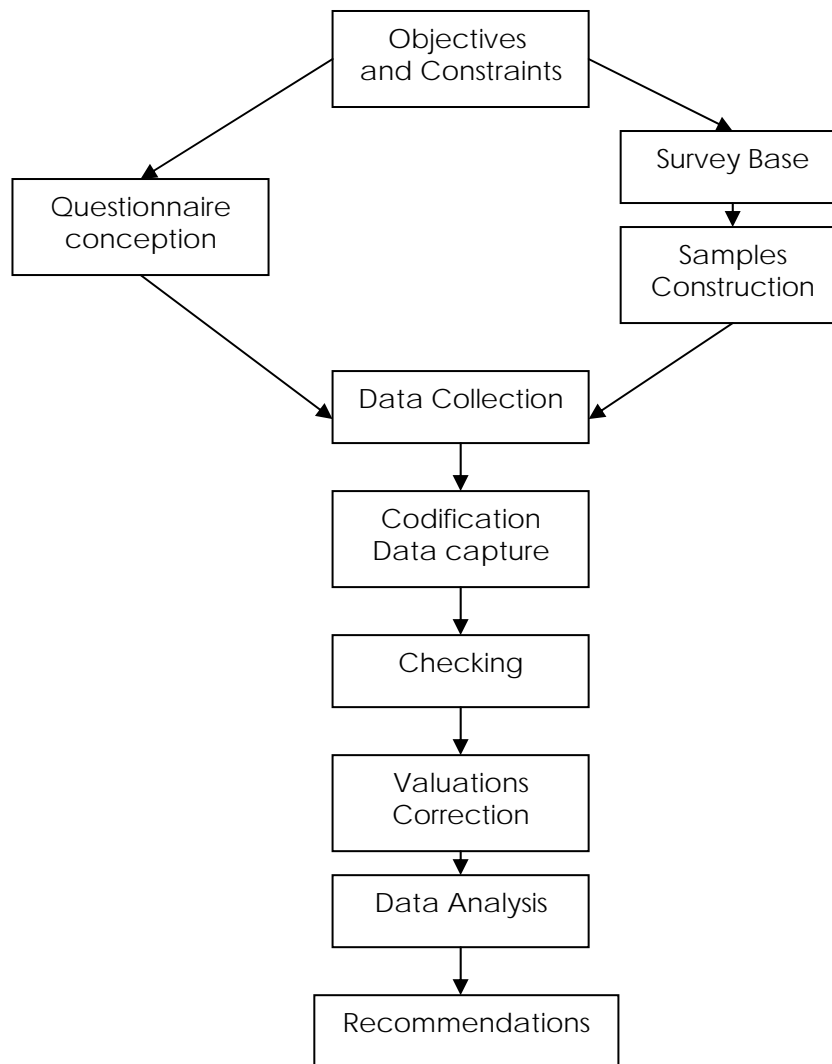 Objectives
and Constraints
Survey Base
Questionnaire
conception
Samples
Construction
Data Collection
Codification
Data capture
Checking
Valuations
Correction
Data Analysis
Recommendations